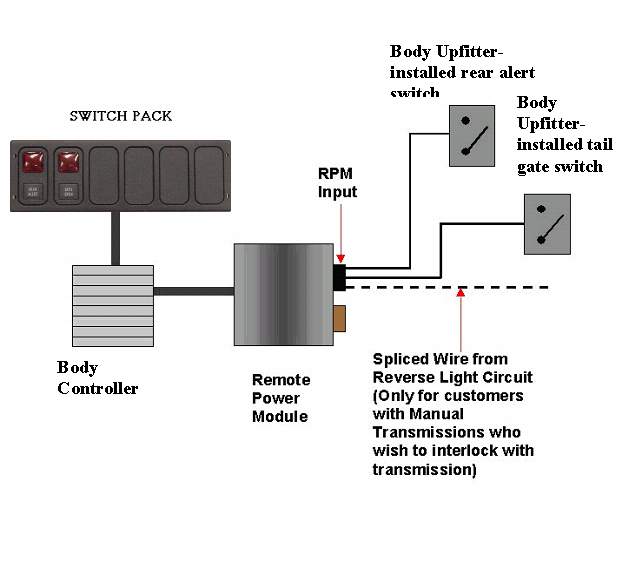 Body Upfitter-
installed rear alert
switch
Body
Upfitter-
installed tail
gate switch
SWITCH PACK
REAR
ALERT
GATE
OPEN
RPM
Input
Body
Controller
Remote
Power
Module
Spliced Wire from
Reverse Light Circuit
(Only for customers
with Manual
Transmissions who
wish to interlock with
transmission)